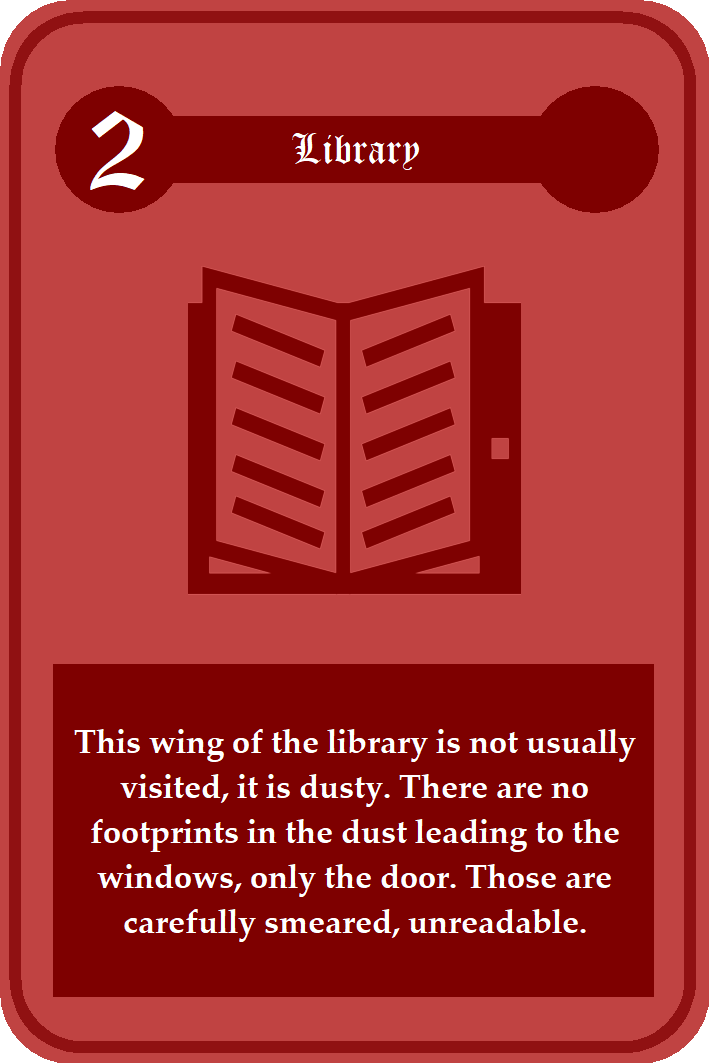 2
Library
This wing of the library is not usually
visited, it is dusty. There are no
footprints in the dust leading to the
windows, only the door. Those are
carefully smeared, unreadable.